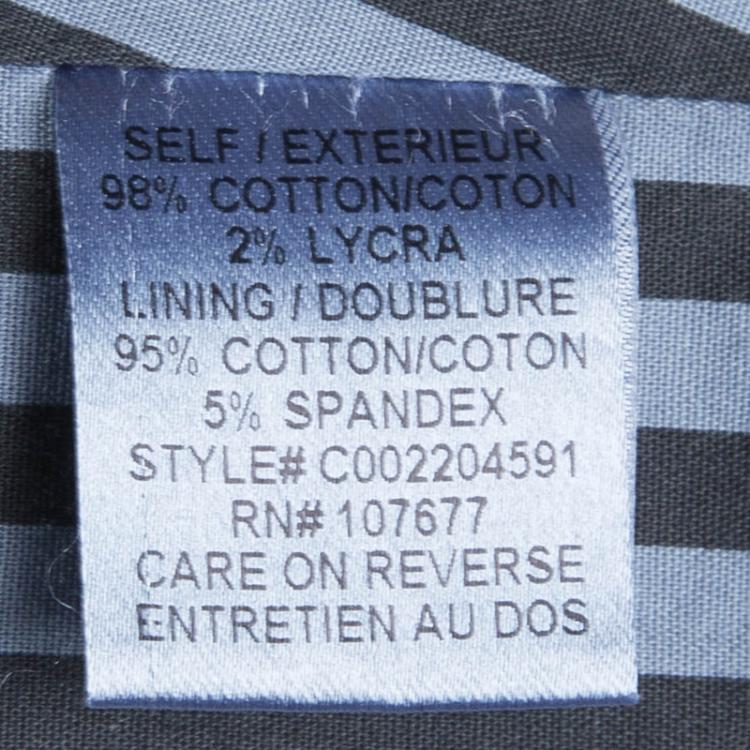 SELF / EXTERIEUR
98% COTTON/COTON
2% LYCRA
LINING / DOUBLURE
95% COTTON/COTON
5% SPANDEX
STYLE# C002204591
RN# 107677
CARE ON REVERSE
ENTRETIEN AU DOS